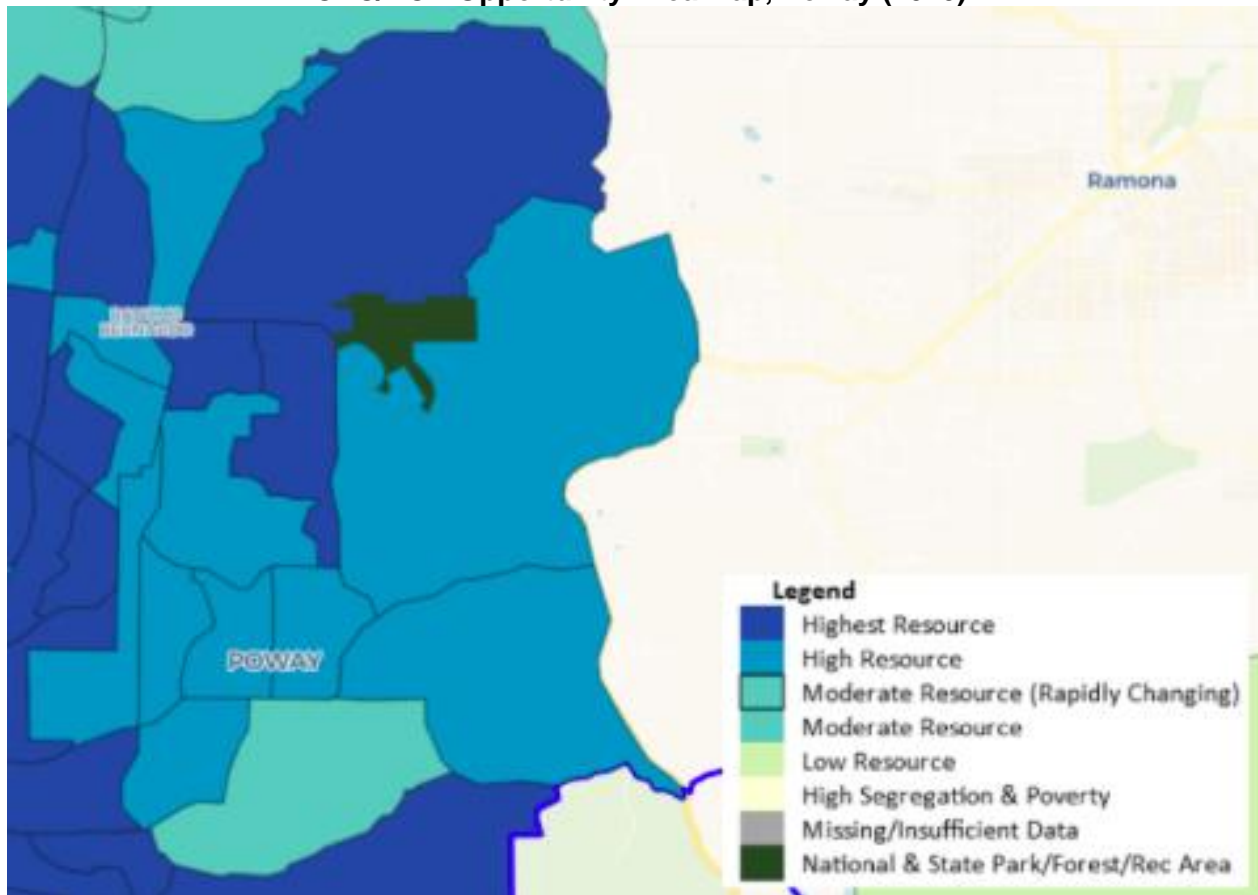 Ramona
BERNARDO
POWAY
Legend
Highest Resource
High Resource
Moderate Resource (Rapidly Changing)
Moderate Resource
Low Resource
High Segregation & Poverty
Missing/Insufficient Data
National & State Park/Forest/Rec Area